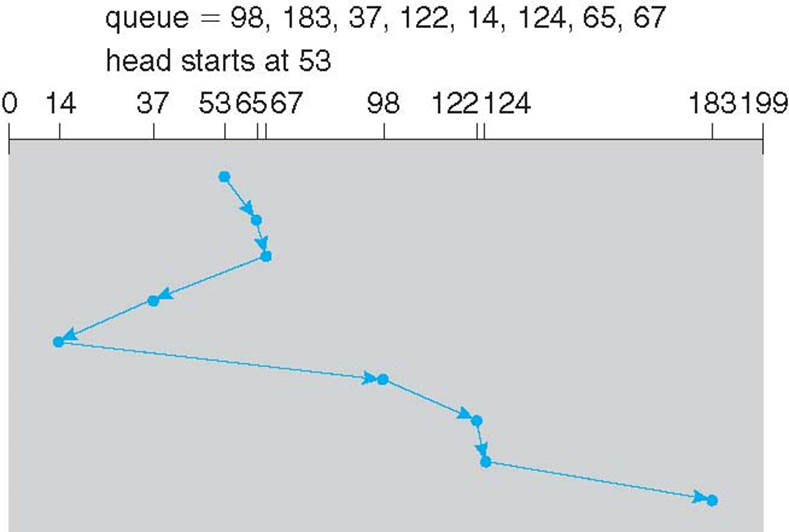 queue = 98, 183, 37, 122, 14, 124, 65, 67
head starts at 53
0 14 37 53 65 67 98 122 124 183 199